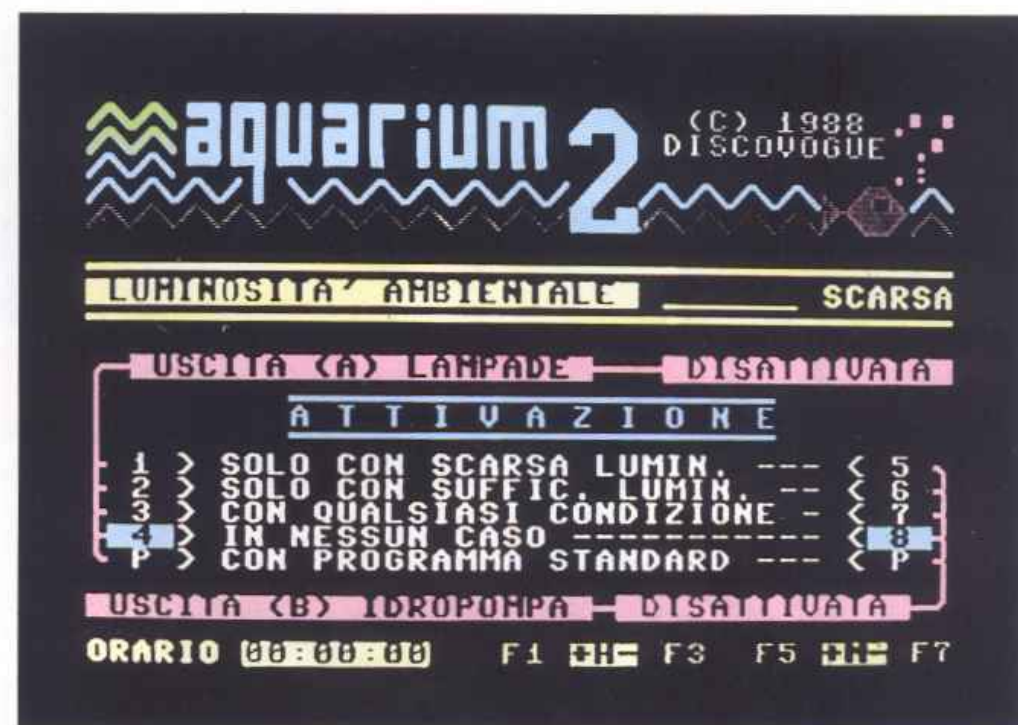 aquarium 2
(C) 1988
DISCOVOGUE
LUMINOSITA' AMBIENTALE ______ SCARSA
USCITA (A) LAMPADE DISATTIVATA
ATTIVAZIONE
1 > SOLO CON SCARSA LUMIN. --- < 5
2 > SOLO CON SUFFIC. LUMIN. -- < 6
3 > CON QUALSIASI CONDIZIONE - < 7
4 > IN NESSUN CASO ------------ < 8
P > CON PROGRAMMA STANDARD --- < P
USCITA (B) IDROPOMPA DISATTIVATA
ORARIO 00:00:00 F1 +H- F3 F5 +M- F7